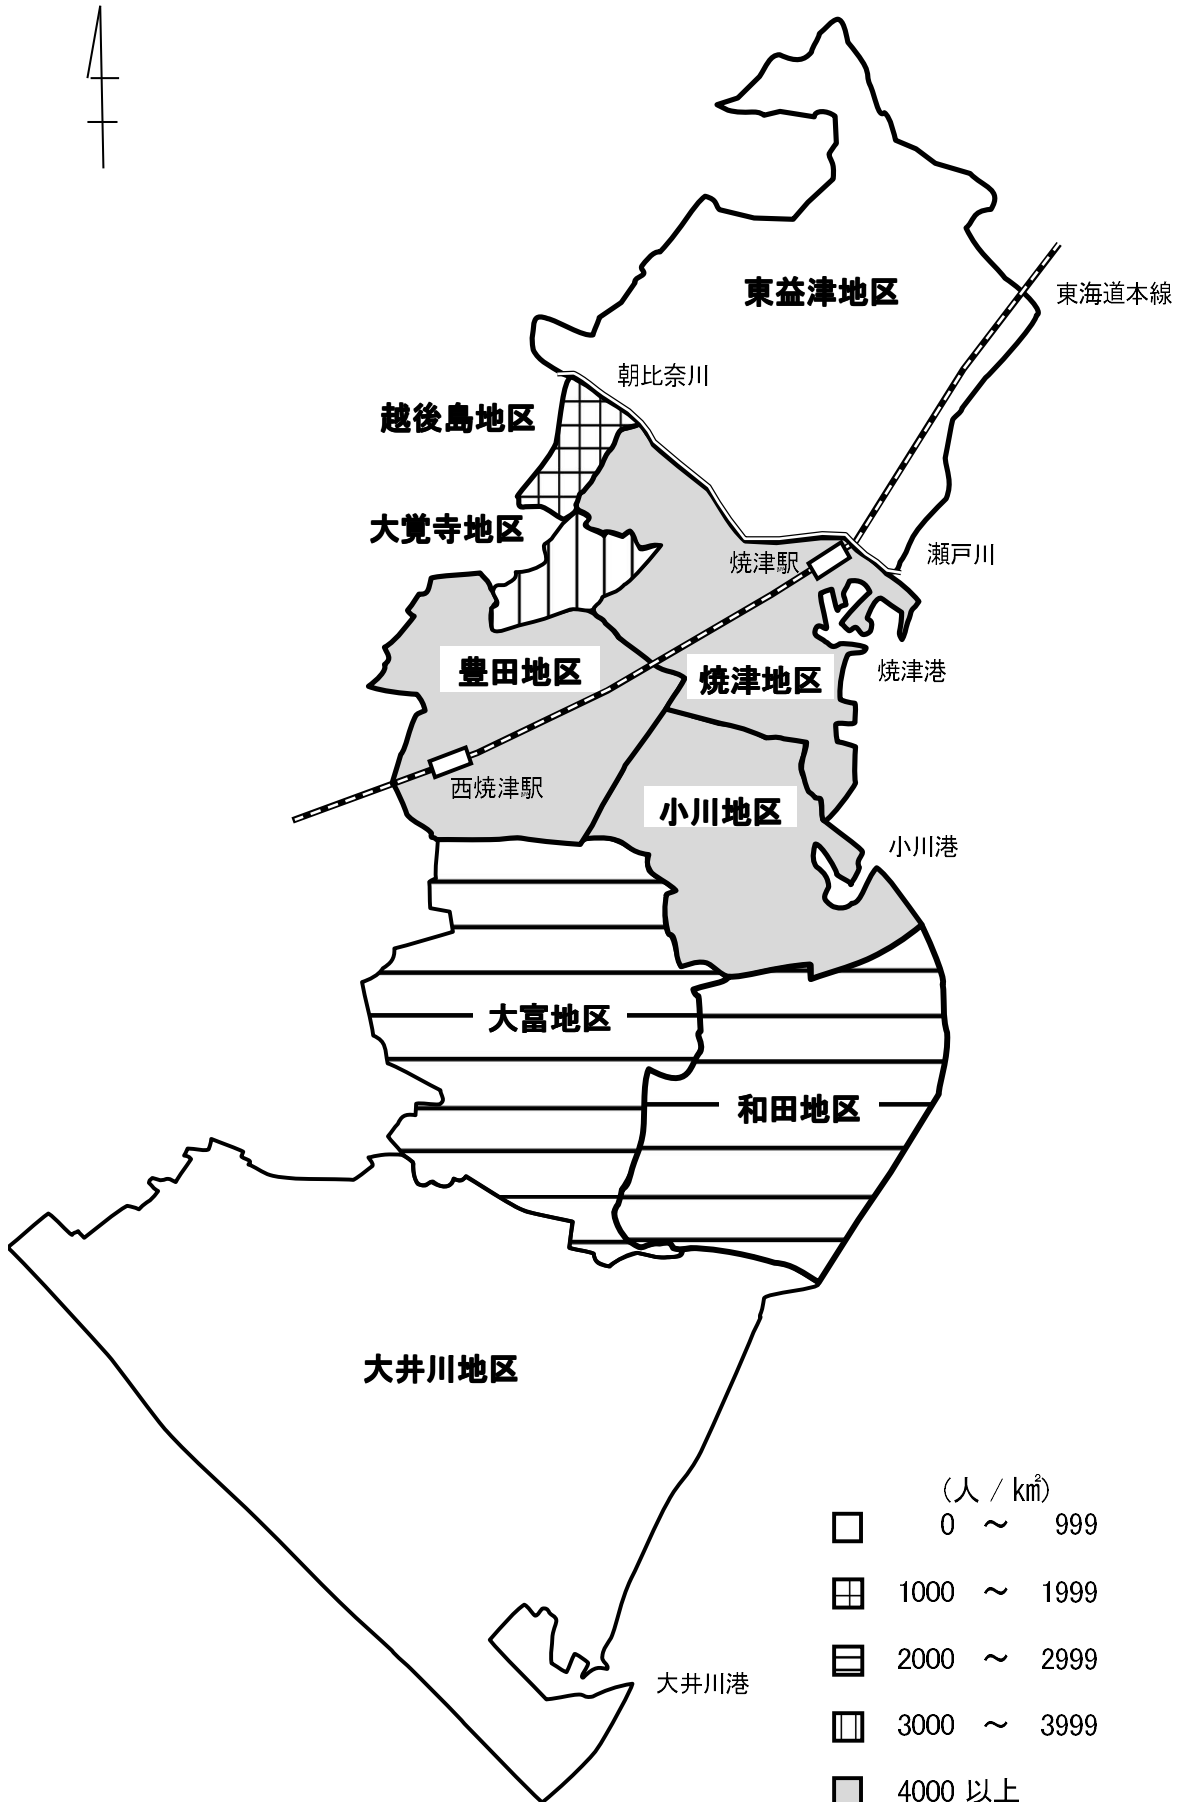 東益津地区
東海道本線
朝比奈川
越後島地区
大覚寺地区
焼津駅
瀬戸川
豊田地区
焼津地区
焼津港
西焼津駅
小川地区
小川港
大富地区
和田地区
大井川地区
大井川港
(人 / k㎡)
0 ～ 999
1000 ～ 1999
2000 ～ 2999
3000 ～ 3999
4000 以上